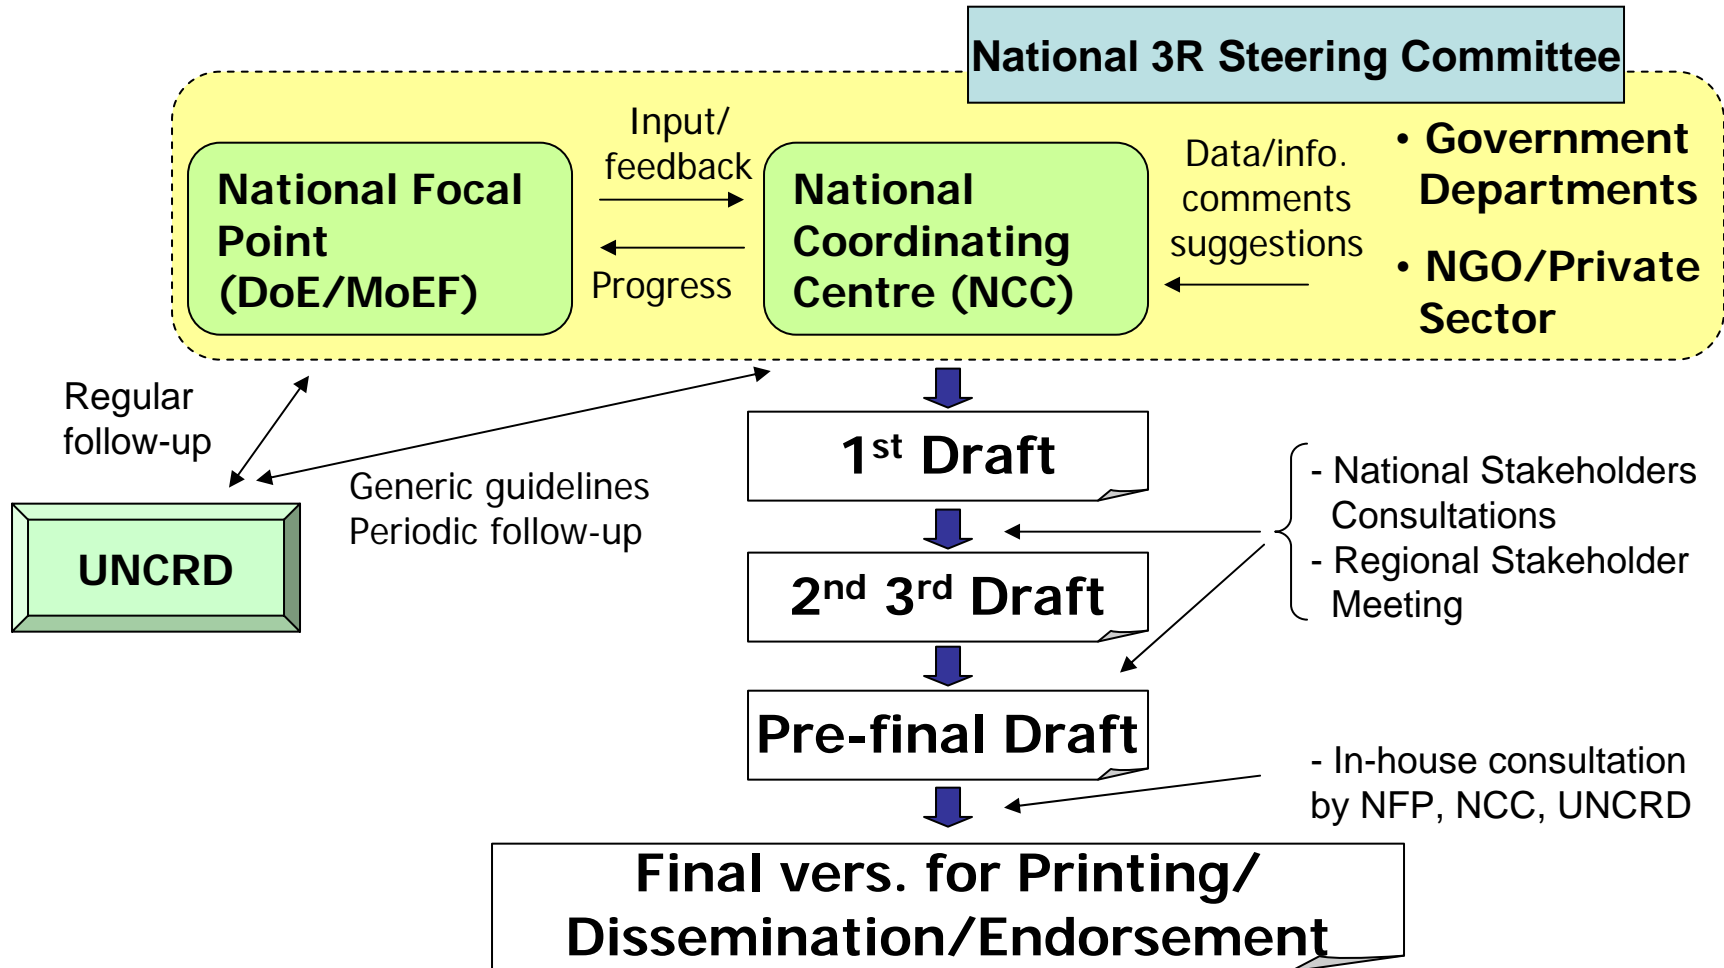 National 3R Steering Committee
Input/
feedback
Progress
National Focal
Point
(DoE/MoEF)
National
Coordinating
Centre (NCC)
Data/info.
comments
suggestions
• Government
Departments
• NGO/Private
Sector
Regular
follow-up
Generic guidelines
Periodic follow-up
UNCRD
1st Draft
- National Stakeholders
Consultations
- Regional Stakeholder
Meeting
2nd 3rd Draft
Pre-final Draft
- In-house consultation
by NFP, NCC, UNCRD
Final vers. for Printing/
Dissemination/Endorsement